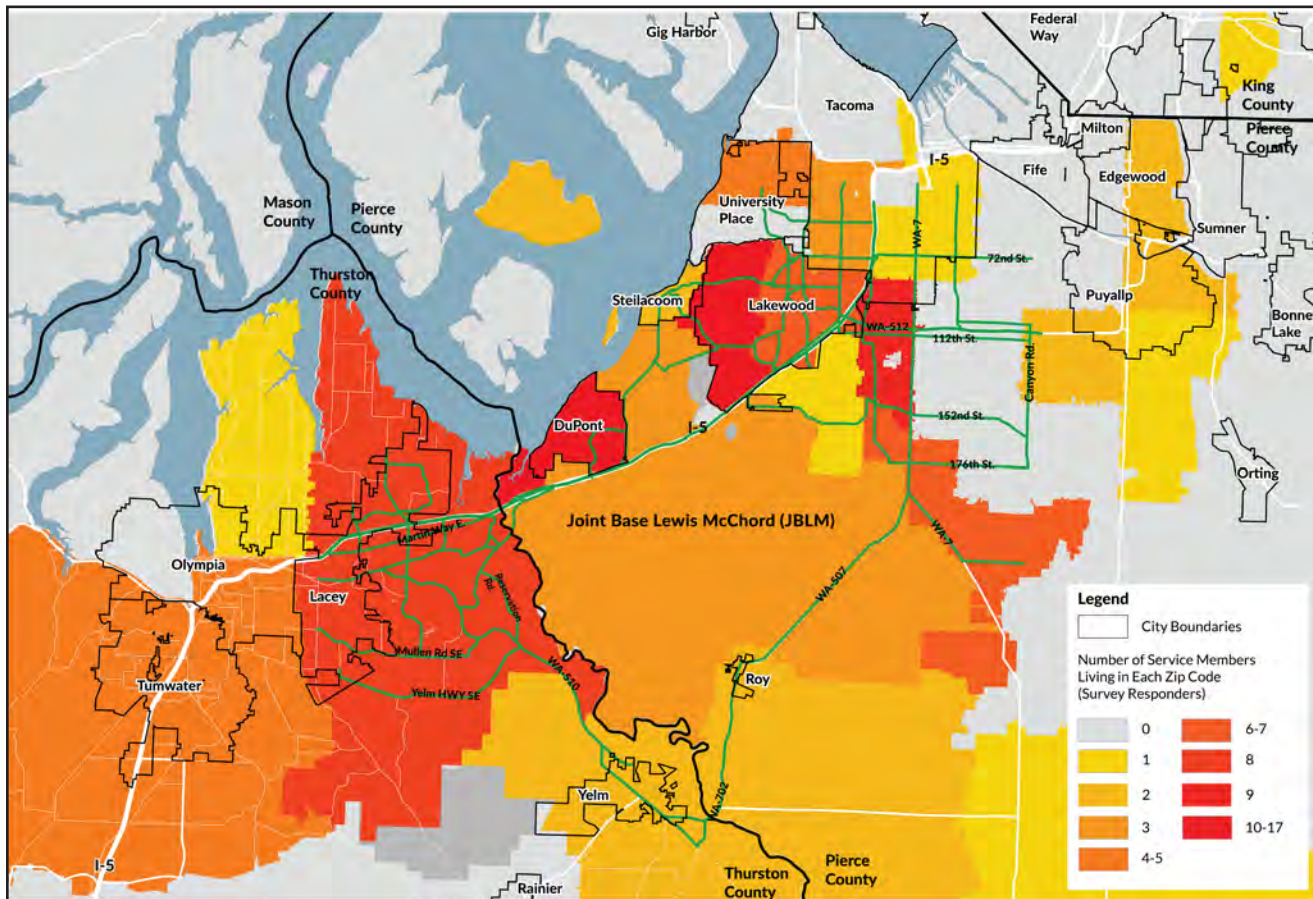 Gig Harbor
Federal
Way
King
County
Pierce
County
Tacoma
Milton
I-5
Fife
Edgewood
Mason
County
Pierce
County
University
Place
WA-7
Sumner
72nd St.
Thurston
County
Steilacoom
Lakewood
Puyallp
Bonne
Lake
WA-512
112th St.
Canyon Rd.
DuPont
I-5
152nd St.
176th St.
Orting
Joint Base Lewis McChord (JBLM)
Martin Way E.
WA-7
Olympia
Lacey
Reservation
Rd.
WA-507
Mullen Rd SE
Tumwater
Yelm HWY SE
WA-510
Roy
Yelm
WA-702
I-5
Rainier
Thurston
County
Pierce
County
Legend
City Boundaries
Number of Service Members
Living in Each Zip Code
(Survey Responders)
0
1
2
3
4-5
6-7
8
9
10-17